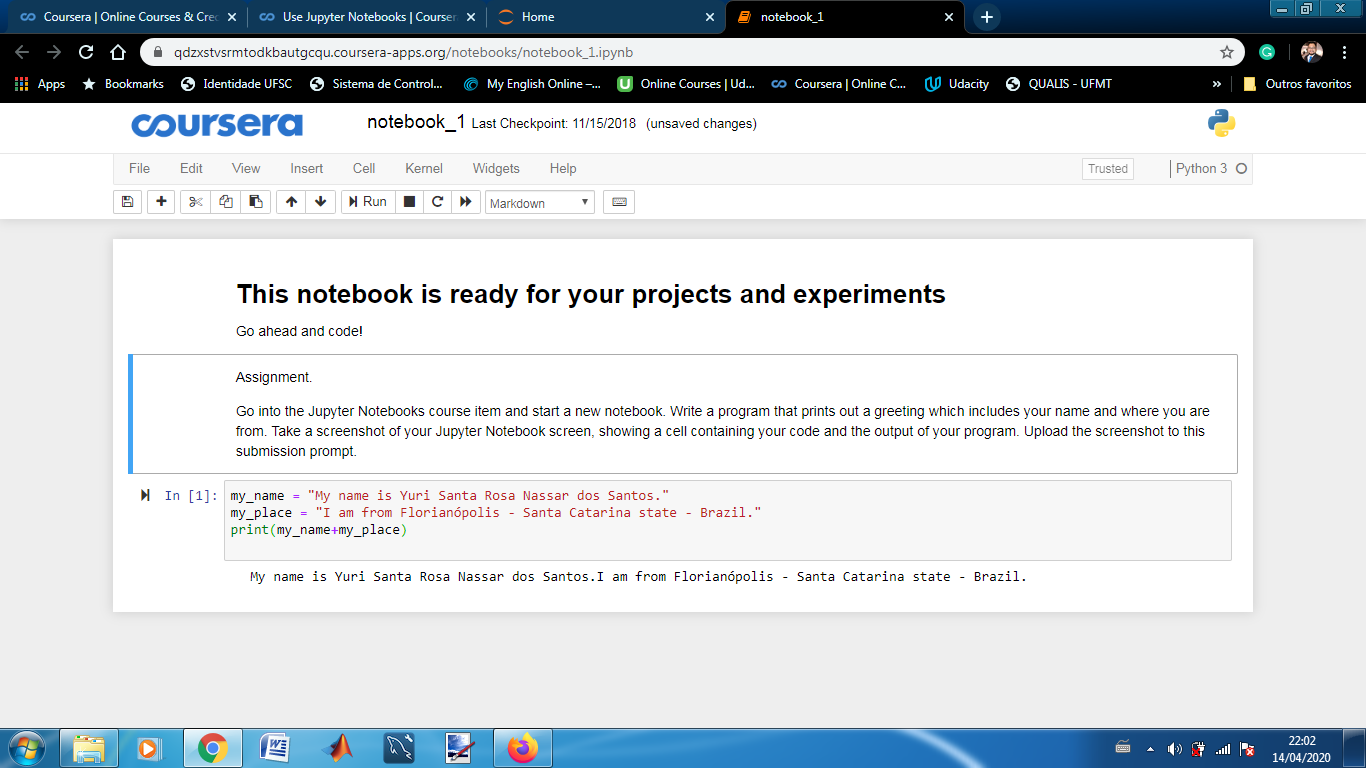 Coursera | Online Courses & Cre
Use Jupyter Notebooks | Courser
Home
notebook_1
qdzxstvsrmtodkbautgcqu.coursera-apps.org/notebooks/notebook_1.ipynb
Apps
Bookmarks
Identidade UFSC
Sistema de Control...
My English Online –...
Online Courses | Ud...
Coursera | Online C...
Udacity
QUALIS - UFMT
»
Outros favoritos
coursera
notebook_1 Last Checkpoint: 11/15/2018 (unsaved changes)
File Edit View Insert Cell Kernel Widgets Help
Trusted
Python 3
Run
Markdown
This notebook is ready for your projects and experiments
Go ahead and code!
Assignment.
Go into the Jupyter Notebooks course item and start a new notebook. Write a program that prints out a greeting which includes your name and where you are
from. Take a screenshot of your Jupyter Notebook screen, showing a cell containing your code and the output of your program. Upload the screenshot to this
submission prompt.
In [1]:
my_name = "My name is Yuri Santa Rosa Nassar dos Santos."
my_place = "I am from Florianópolis - Santa Catarina state - Brazil."
print(my_name+my_place)
My name is Yuri Santa Rosa Nassar dos Santos.I am from Florianópolis - Santa Catarina state - Brazil.
22:02
14/04/2020